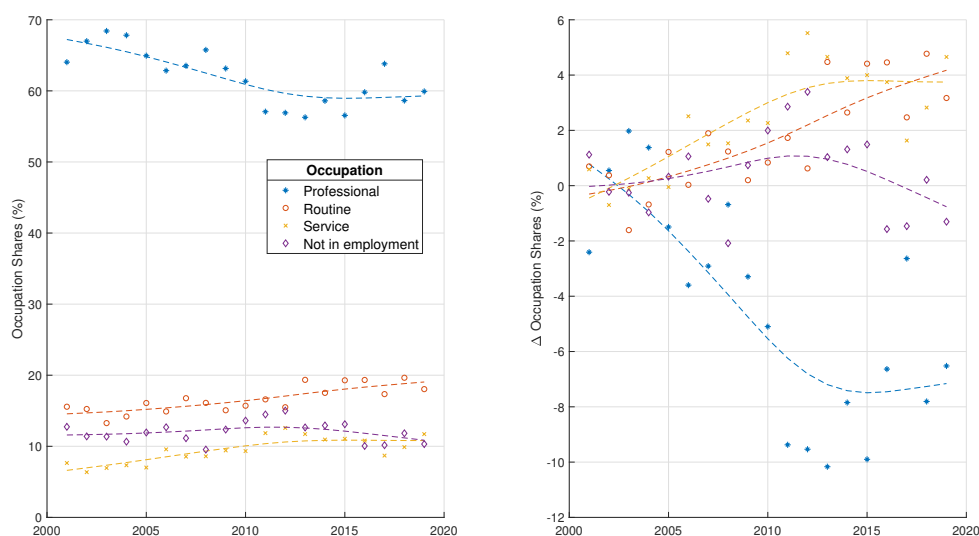 70
60
50
40
30
20
10
0
Occupation Shares (%)
2000 2005 2010 2015 2020
Occupation
Professional
Routine
Service
Not in employment
6
4
2
0
-2
-4
-6
-8
-10
-12
Δ Occupation Shares (%)
2000 2005 2010 2015 2020